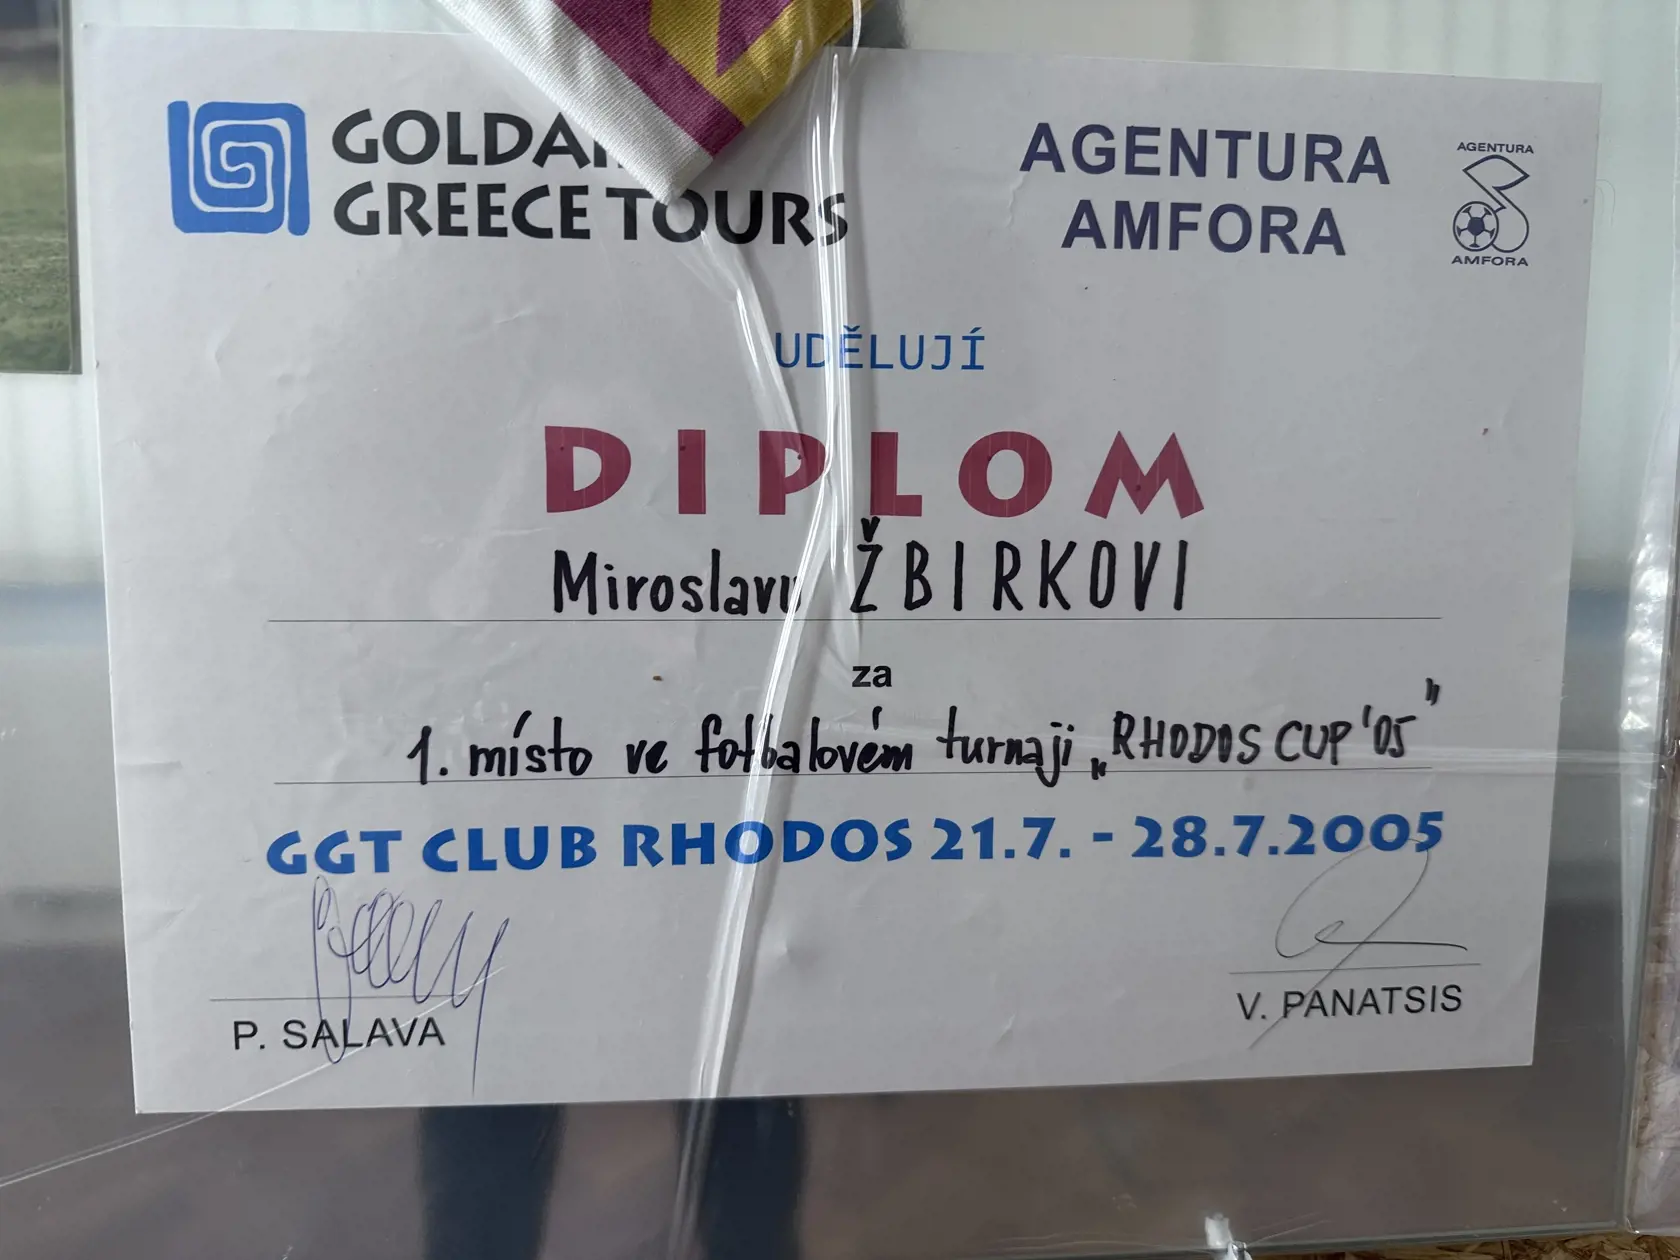 GREECE TOURS
AGENTURA
AMFORA
AGENTURA
AMFORA
UDĚLUJÍ
DIPLOM
Miroslavu ŽBIRKOVI
za
1. místo ve fotbalovém turnaji „RHODOS CUP '05"
GGT CLUB RHODOS 21.7. - 28.7.2005
P. SALAVA
V. PANATSIS